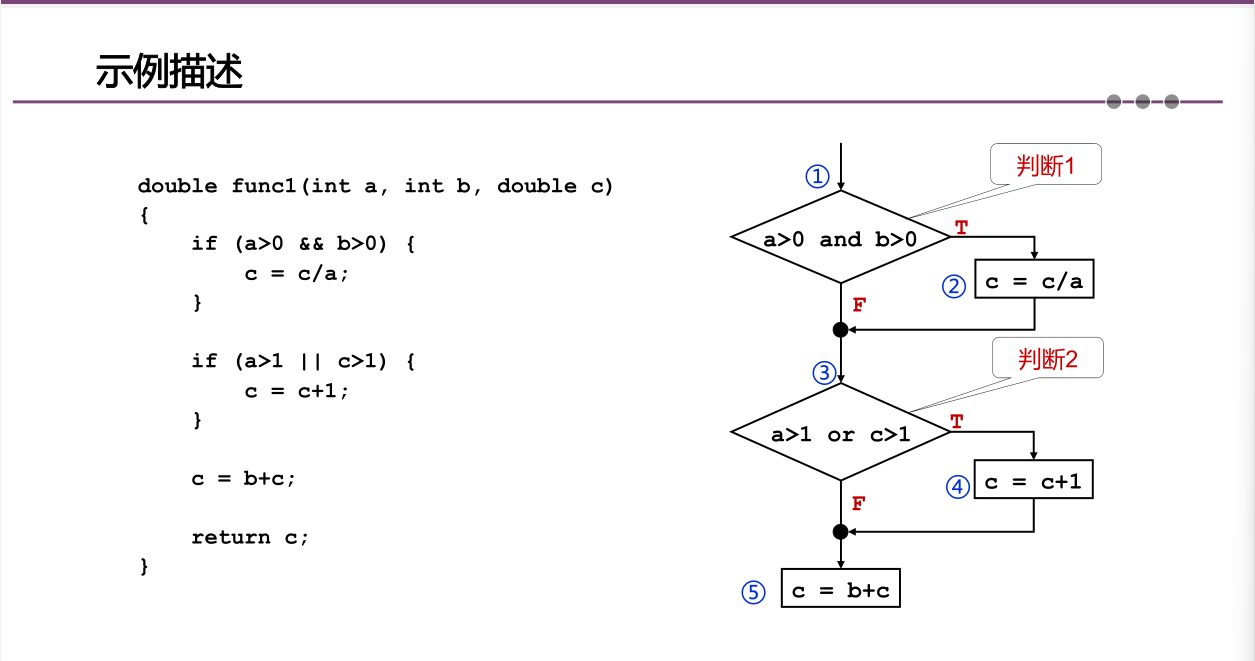 示例描述
double func1(int a, int b, double c)
{
if (a>0 && b>0) {
c = c/a;
}
if (a>1 || c>1) {
c = c+1;
}
c = b+c;
return c;
}
判断1
①
a>0 and b>0
T
②
c = c/a
F
判断2
③
a>1 or c>1
T
④
c = c+1
F
⑤
c = b+c